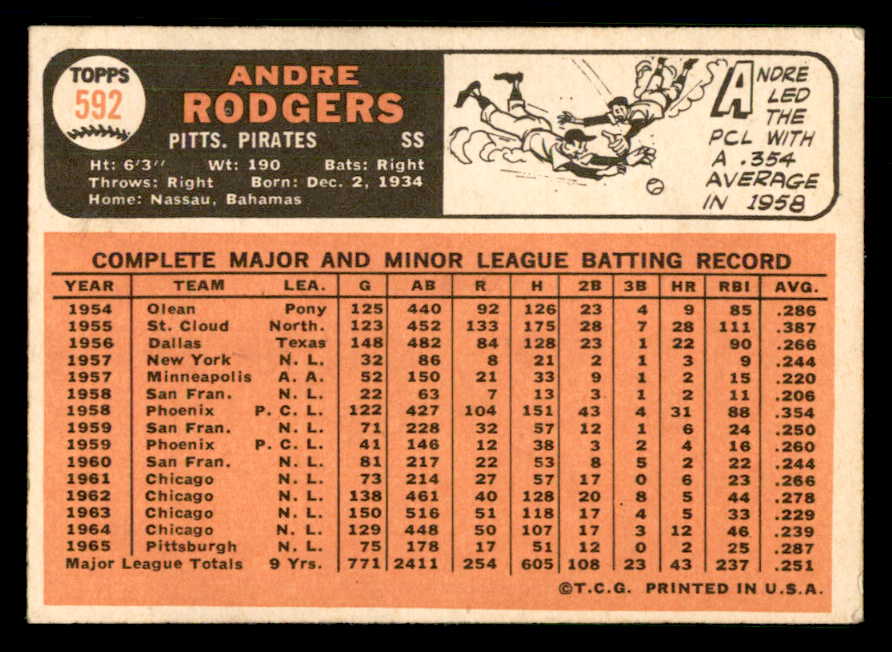 TOPPS
592
ANDRE
RODGERS
PITTS. PIRATES SS
Ht: 6'3" Wt: 190 Bats: Right
Throws: Right Born: Dec. 2, 1934
Home: Nassau, Bahamas
ANDRE
LED
THE
PCL WITH
A .354
AVERAGE
IN 1958
COMPLETE MAJOR AND MINOR LEAGUE BATTING RECORD
YEAR TEAM LEA. G AB R H 2B 3B HR RBI AVG.
1954 Olean Pony 125 440 92 126 23 4 9 85 .286
1955 St. Cloud North. 123 452 133 175 28 7 28 111 .387
1956 Dallas Texas 148 482 84 128 23 1 22 90 .266
1957 New York N. L. 32 86 8 21 2 1 3 9 .244
1957 Minneapolis A. A. 52 150 21 33 9 1 2 15 .220
1958 San Fran. N. L. 22 63 7 13 3 1 2 11 .206
1958 Phoenix P. C. L. 122 427 104 151 43 4 31 88 .354
1959 San Fran. N. L. 71 228 32 57 12 1 6 24 .250
1959 Phoenix P. C. L. 41 146 12 38 3 2 4 16 .260
1960 San Fran. N. L. 81 217 22 53 8 5 2 22 .244
1961 Chicago N. L. 73 214 27 57 17 0 6 23 .266
1962 Chicago N. L. 138 461 40 128 20 8 5 44 .278
1963 Chicago N. L. 150 516 51 118 17 4 5 33 .229
1964 Chicago N. L. 129 448 50 107 17 3 12 46 .239
1965 Pittsburgh N. L. 75 178 17 51 12 0 2 25 .287
Major League Totals 9 Yrs. 771 2411 254 605 108 23 43 237 .251
©T.C.G. PRINTED IN U.S.A.